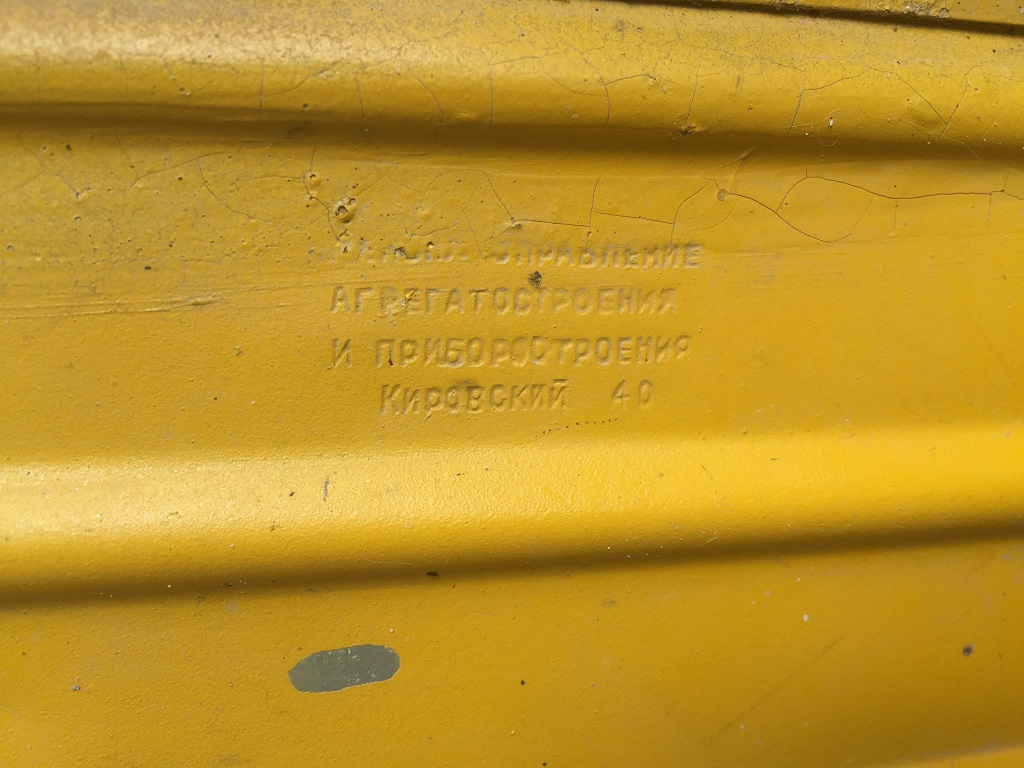 УПРАВЛЕНИЕ
АГРЕГАТОСТРОЕНИЯ
И ПРИБОРОСТРОЕНИЯ
КИРОВСКИЙ 40